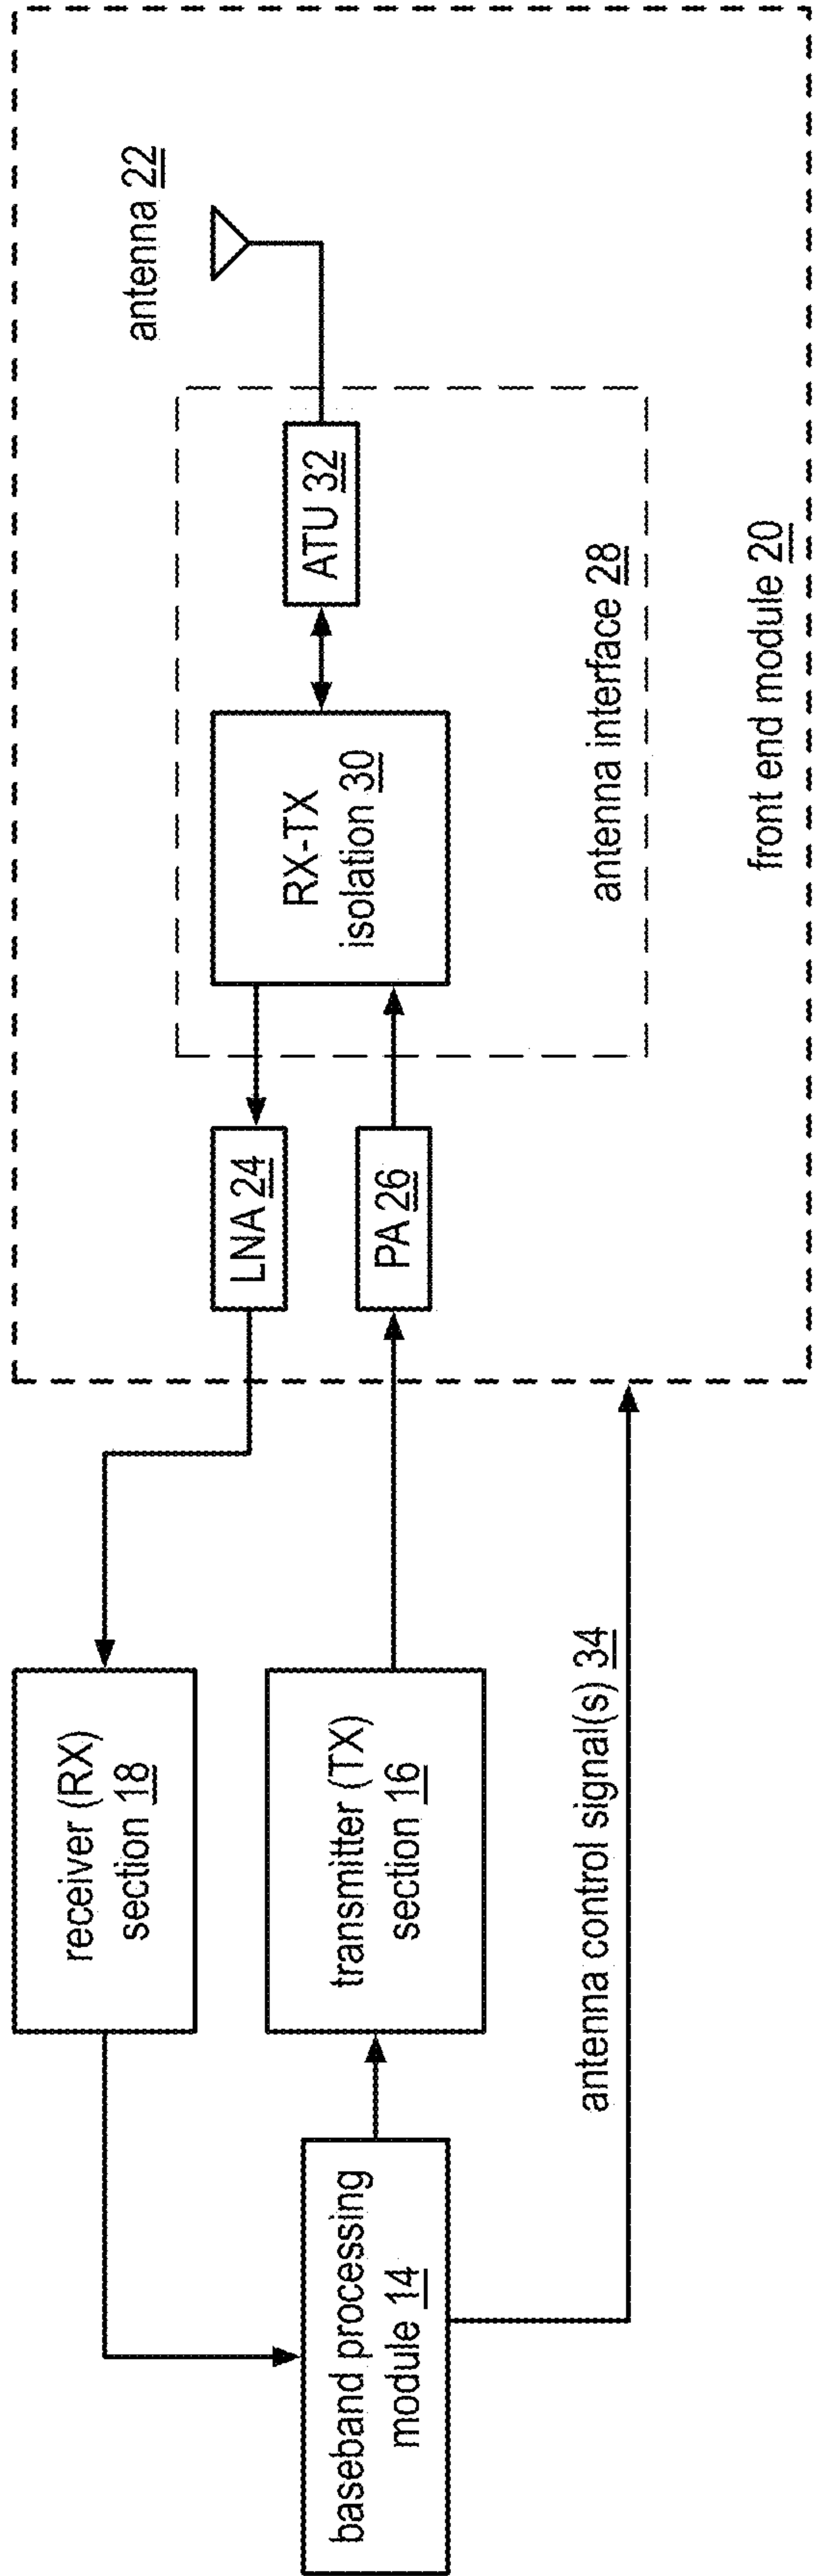 receiver (RX)
section 18
transmitter (TX)
section 16
baseband processing
module 14
antenna control signal(s) 34
LNA 24
PA 26
RX-TX
isolation 30
ATU 32
antenna 22
antenna interface 28
front end module 20